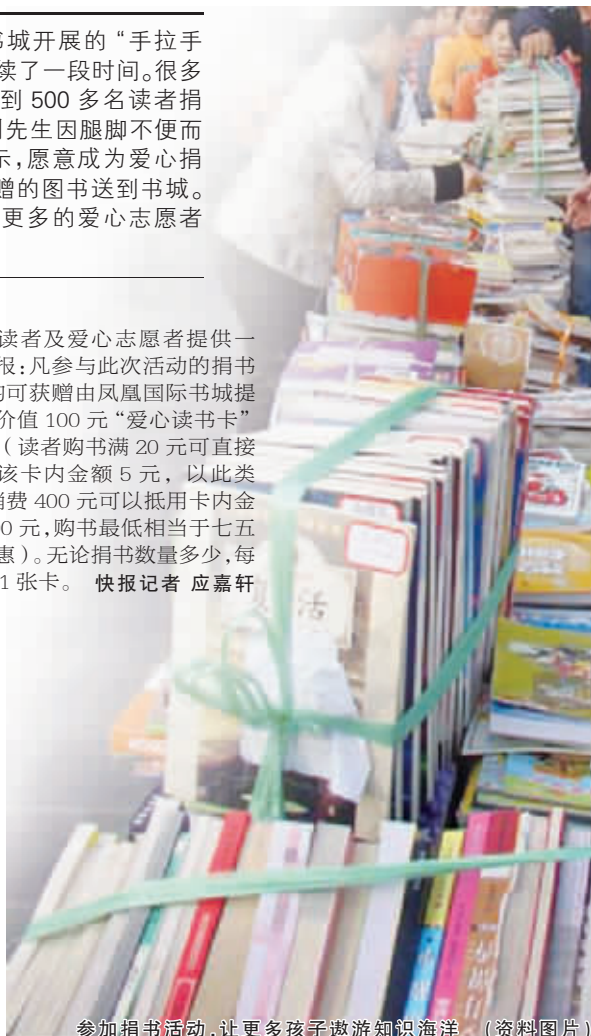 书城开展的“手拉手
续了一段时间。很多
到 500 多名读者捐
刘先生因腿脚不便而
示，愿意成为爱心捐
赠的图书送到书城。
更多的爱心志愿者
读者及爱心志愿者提供一
报：凡参与此次活动的捐书
均可获赠由凤凰国际书城提
价值 100 元“爱心读书卡”
（读者购书满 20 元可直接
该卡内金额 5 元，以此类
消费 400 元可以抵用卡内金
0 元，购书最低相当于七五
惠）。无论捐书数量多少，每
1 张卡。 快报记者 应嘉轩
活
参加捐书活动，让更多孩子遨游知识海洋 （资料图片）